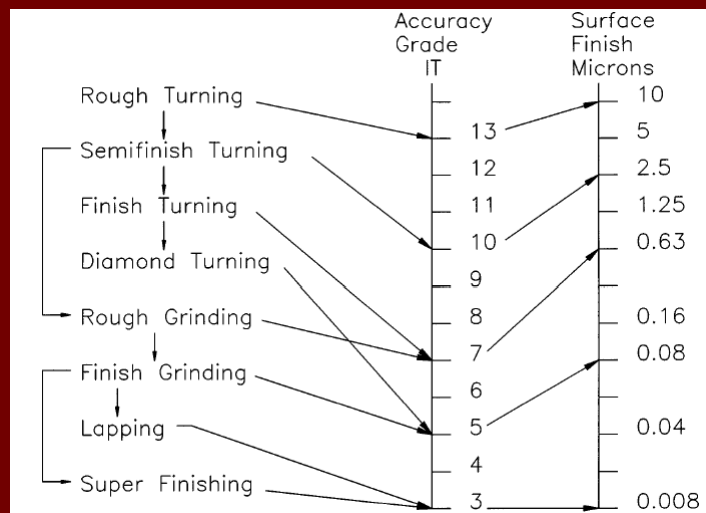 Accuracy
Grade
IT
Surface
Finish
Microns
Rough Turning
Semifinish Turning
Finish Turning
Diamond Turning
Rough Grinding
Finish Grinding
Lapping
Super Finishing
13
12
11
10
9
8
7
6
5
4
3
10
5
2.5
1.25
0.63
0.16
0.08
0.04
0.008